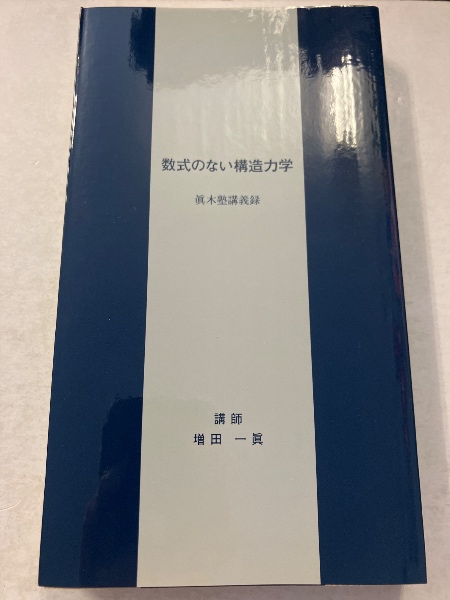 数式のない構造力学
眞木塾講義録
講師
増田 一眞